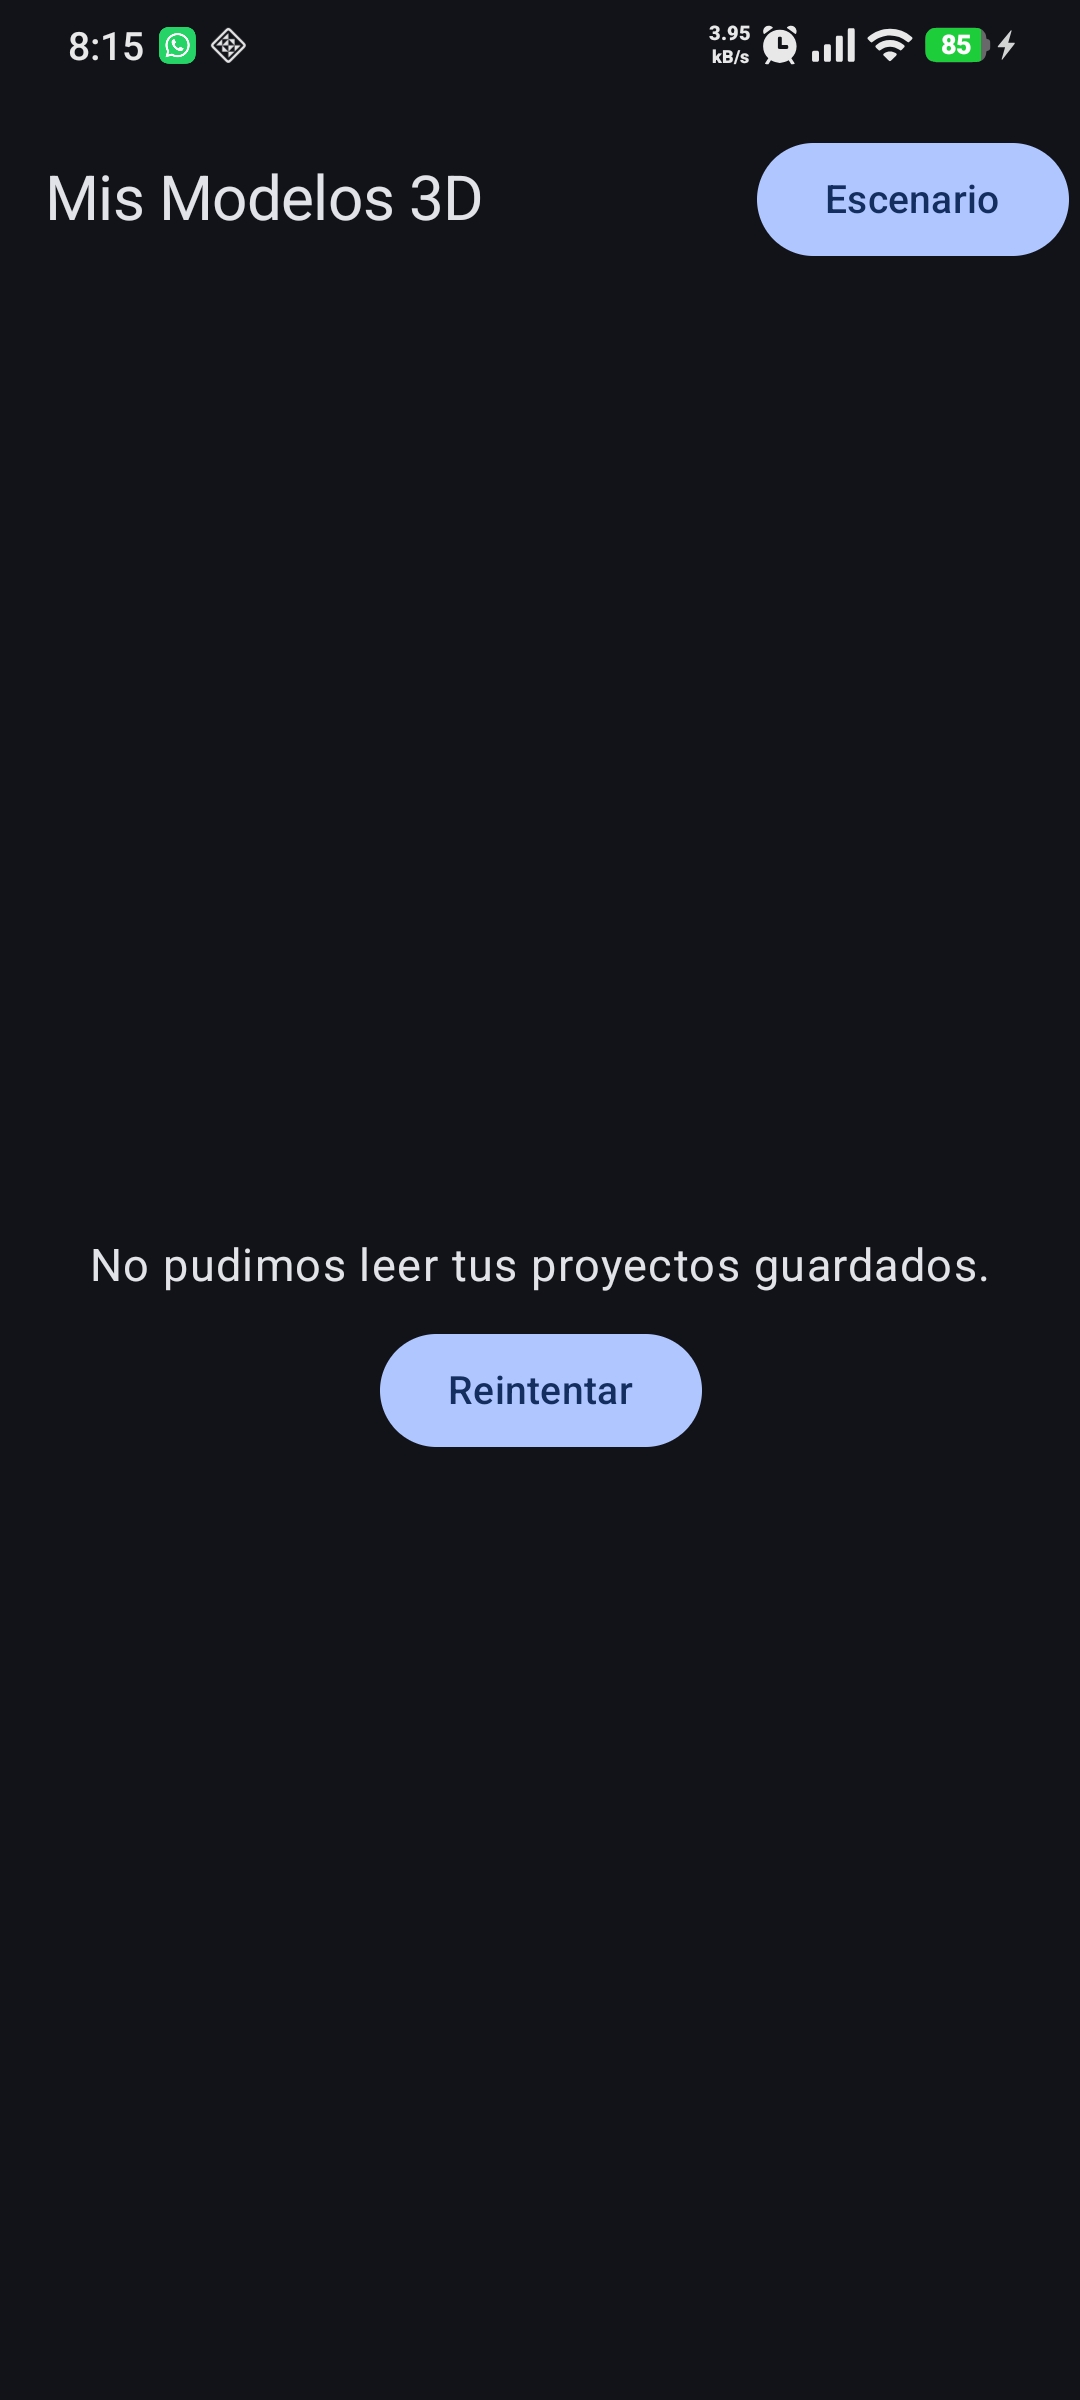 8:15
3.95
kB/s
85
Mis Modelos 3D
Escenario
No pudimos leer tus proyectos guardados.
Reintentar